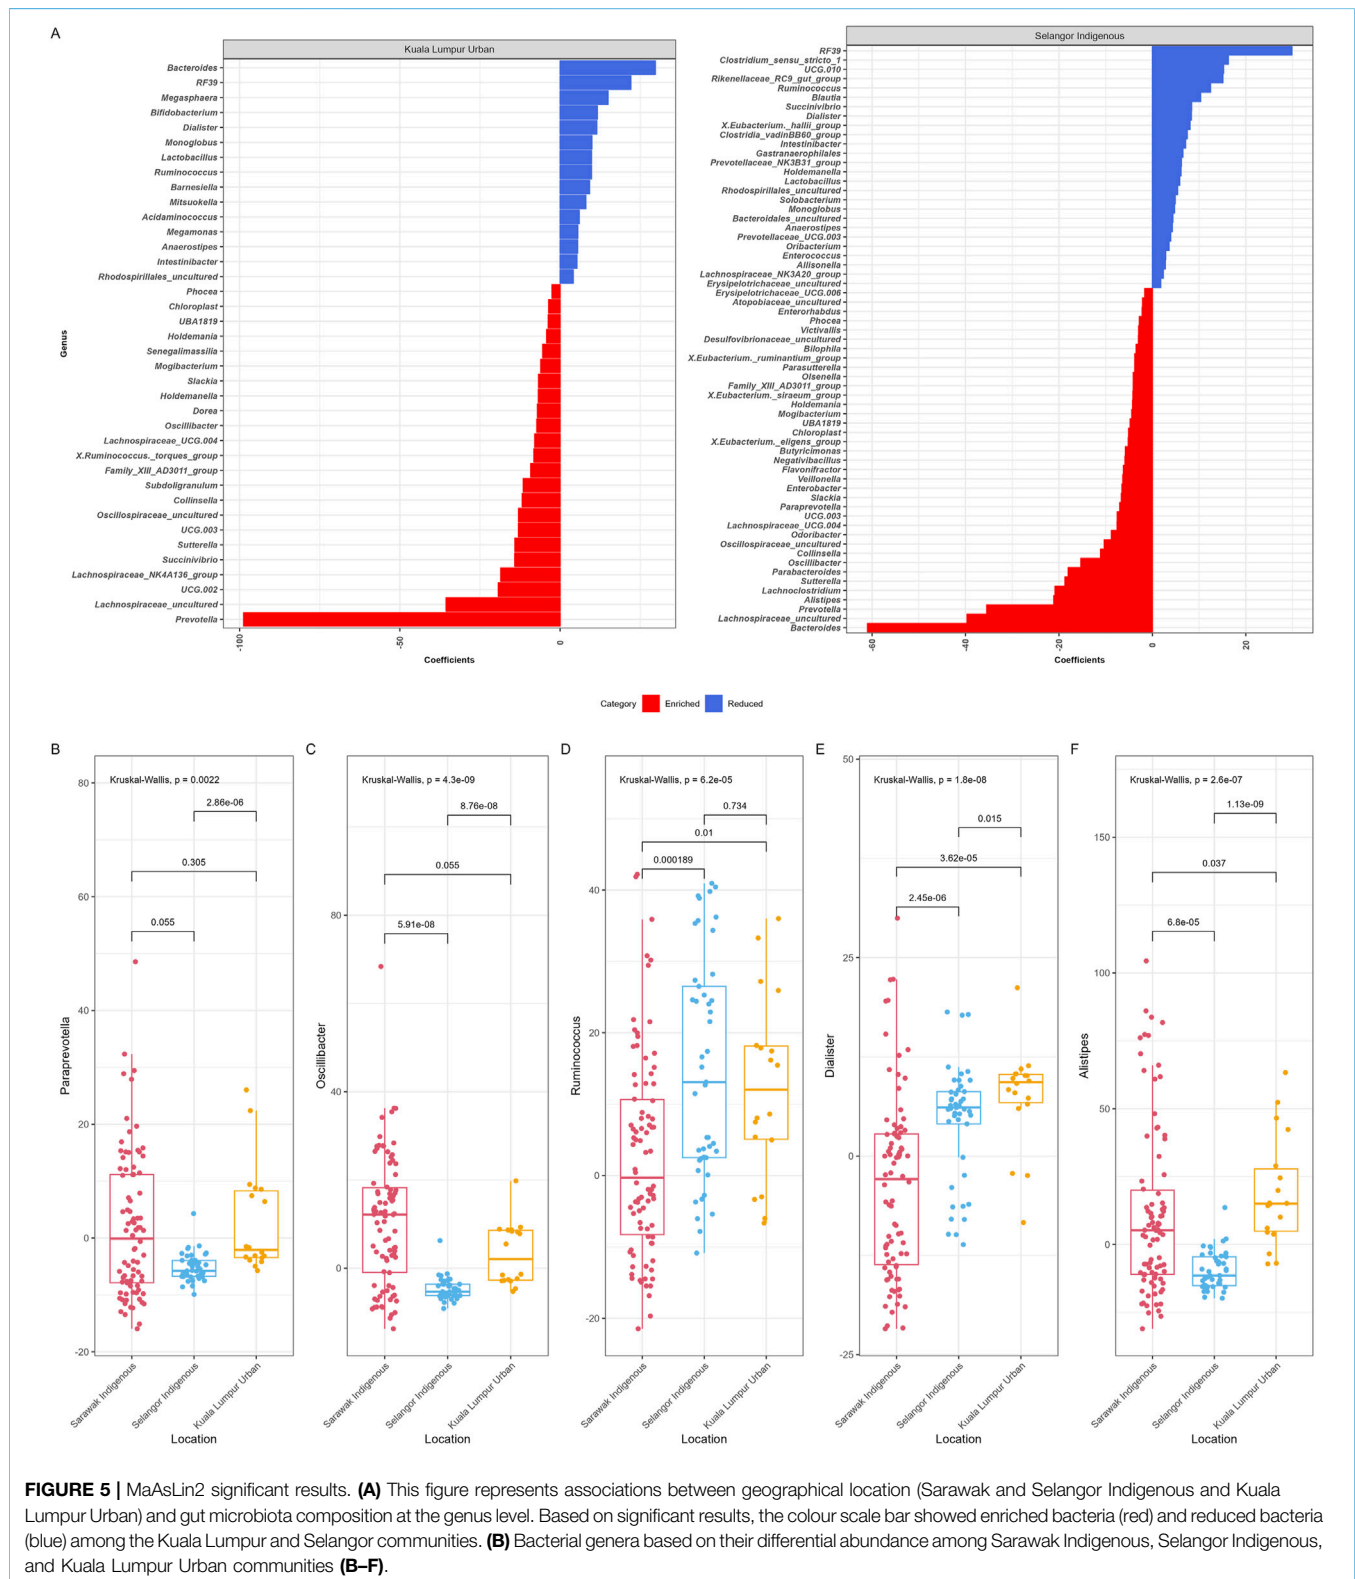 A
Kuala Lumpur Urban
Bacteroides
RF39
Megasphaera
Bifidobacterium
Dialister
Monoglobus
Lactobacillus
Ruminococcus
Barnesiella
Mitsuokella
Acidaminococcus
Megamonas
Anaerostipes
Intestinibacter
Rhodospirillales_uncultured
Phocea
Chloroplast
UBA1819
Holdemania
Senegalimassilia
Mogibacterium
Slackia
Holdemanella
Dorea
Oscillibacter
Lachnospiraceae_UCG.004
X.Ruminococcus._torques_group
Family_XIII_AD3011_group
Subdoligranulum
Collinsella
Oscillospiraceae_uncultured
UCG.003
Sutterella
Succinivibrio
Lachnospiraceae_NK4A136_group
UCG.002
Lachnospiraceae_uncultured
Prevotella
Genus
-100
-50
0
Coefficients
Selangor Indigenous
RF39
Clostridium_sensu_stricto_1
UCG.010
Rikenellaceae_RC9_gut_group
Ruminococcus
Blautia
Succinivibrio
Dialister
X.Eubacterium._hallii_group
Clostridia_vadinBB60_group
Intestinibacter
Gastranaerophilales
Prevotellaceae_NK3B31_group
Holdemanella
Lactobacillus
Rhodospirillales_uncultured
Solobacterium
Monoglobus
Bacteroidales_uncultured
Anaerostipes
Prevotellaceae_UCG.003
Oribacterium
Enterococcus
Allisonella
Lachnospiraceae_NK3A20_group
Erysipelotrichaceae_uncultured
Erysipelotrichaceae_UCG.006
Atopobiaceae_uncultured
Enterorhabdus
Phocea
Victivallis
Desulfovibrionaceae_uncultured
Bilophila
X.Eubacterium._ruminantium_group
Parasutterella
Olsenella
Family_XIII_AD3011_group
X.Eubacterium._siraeum_group
Holdemania
Mogibacterium
UBA1819
Chloroplast
X.Eubacterium._eligens_group
Butyricimonas
Negativibacillus
Flavonifractor
Veillonella
Enterobacter
Slackia
Paraprevotella
UCG.003
Lachnospiraceae_UCG.004
Odoribacter
Oscillospiraceae_uncultured
Collinsella
Oscillibacter
Parabacteroides
Sutterella
Lachnoclostridium
Alistipes
Prevotella
Lachnospiraceae_uncultured
Bacteroides
-60
-40
-20
0
20
Coefficients
Category Enriched Reduced
B
Kruskal-Wallis, p = 0.0022
2.86e-06
0.305
0.055
80
60
40
20
0
-20
Paraprevotella
Sarawak Indigenous
Selangor Indigenous
Kuala Lumpur Urban
Location
C
Kruskal-Wallis, p = 4.3e-09
8.76e-08
0.055
5.91e-08
80
40
0
Oscillibacter
Sarawak Indigenous
Selangor Indigenous
Kuala Lumpur Urban
Location
D
Kruskal-Wallis, p = 6.2e-05
0.734
0.01
0.000189
40
20
0
-20
Ruminococcus
Sarawak Indigenous
Selangor Indigenous
Kuala Lumpur Urban
Location
E
Kruskal-Wallis, p = 1.8e-08
0.015
3.62e-05
2.45e-06
50
25
0
-25
Dialister
Sarawak Indigenous
Selangor Indigenous
Kuala Lumpur Urban
Location
F
Kruskal-Wallis, p = 2.6e-07
1.13e-09
0.037
6.8e-05
150
100
50
0
Alistipes
Sarawak Indigenous
Selangor Indigenous
Kuala Lumpur Urban
Location
FIGURE 5 | MaAsLin2 significant results. (A) This figure represents associations between geographical location (Sarawak and Selangor Indigenous and Kuala
Lumpur Urban) and gut microbiota composition at the genus level. Based on significant results, the colour scale bar showed enriched bacteria (red) and reduced bacteria
(blue) among the Kuala Lumpur and Selangor communities. (B) Bacterial genera based on their differential abundance among Sarawak Indigenous, Selangor Indigenous,
and Kuala Lumpur Urban communities (B–F).